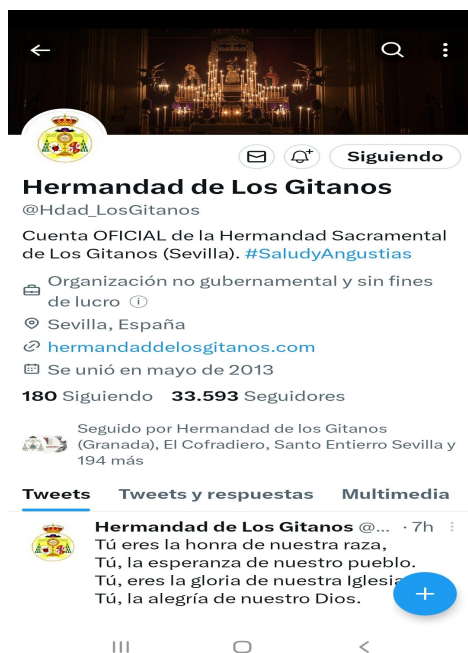 Siguiendo
Hermandad de Los Gitanos
@Hdad_LosGitanos
Cuenta OFICIAL de la Hermandad Sacramental
de Los Gitanos (Sevilla). #SaludyAngustias
Organización no gubernamental y sin fines
de lucro
Sevilla, España
hermandaddelosgitanos.com
Se unió en mayo de 2013
180 Siguiendo 33.593 Seguidores
Seguido por Hermandad de los Gitanos
(Granada), El Cofradiero, Santo Entierro Sevilla y
194 más
Tweets Tweets y respuestas Multimedia
Hermandad de Los Gitanos @... · 7h
Tú eres la honra de nuestra raza,
Tú, la esperanza de nuestro pueblo.
Tú, eres la gloria de nuestra Iglesia
Tú, la alegría de nuestro Dios.